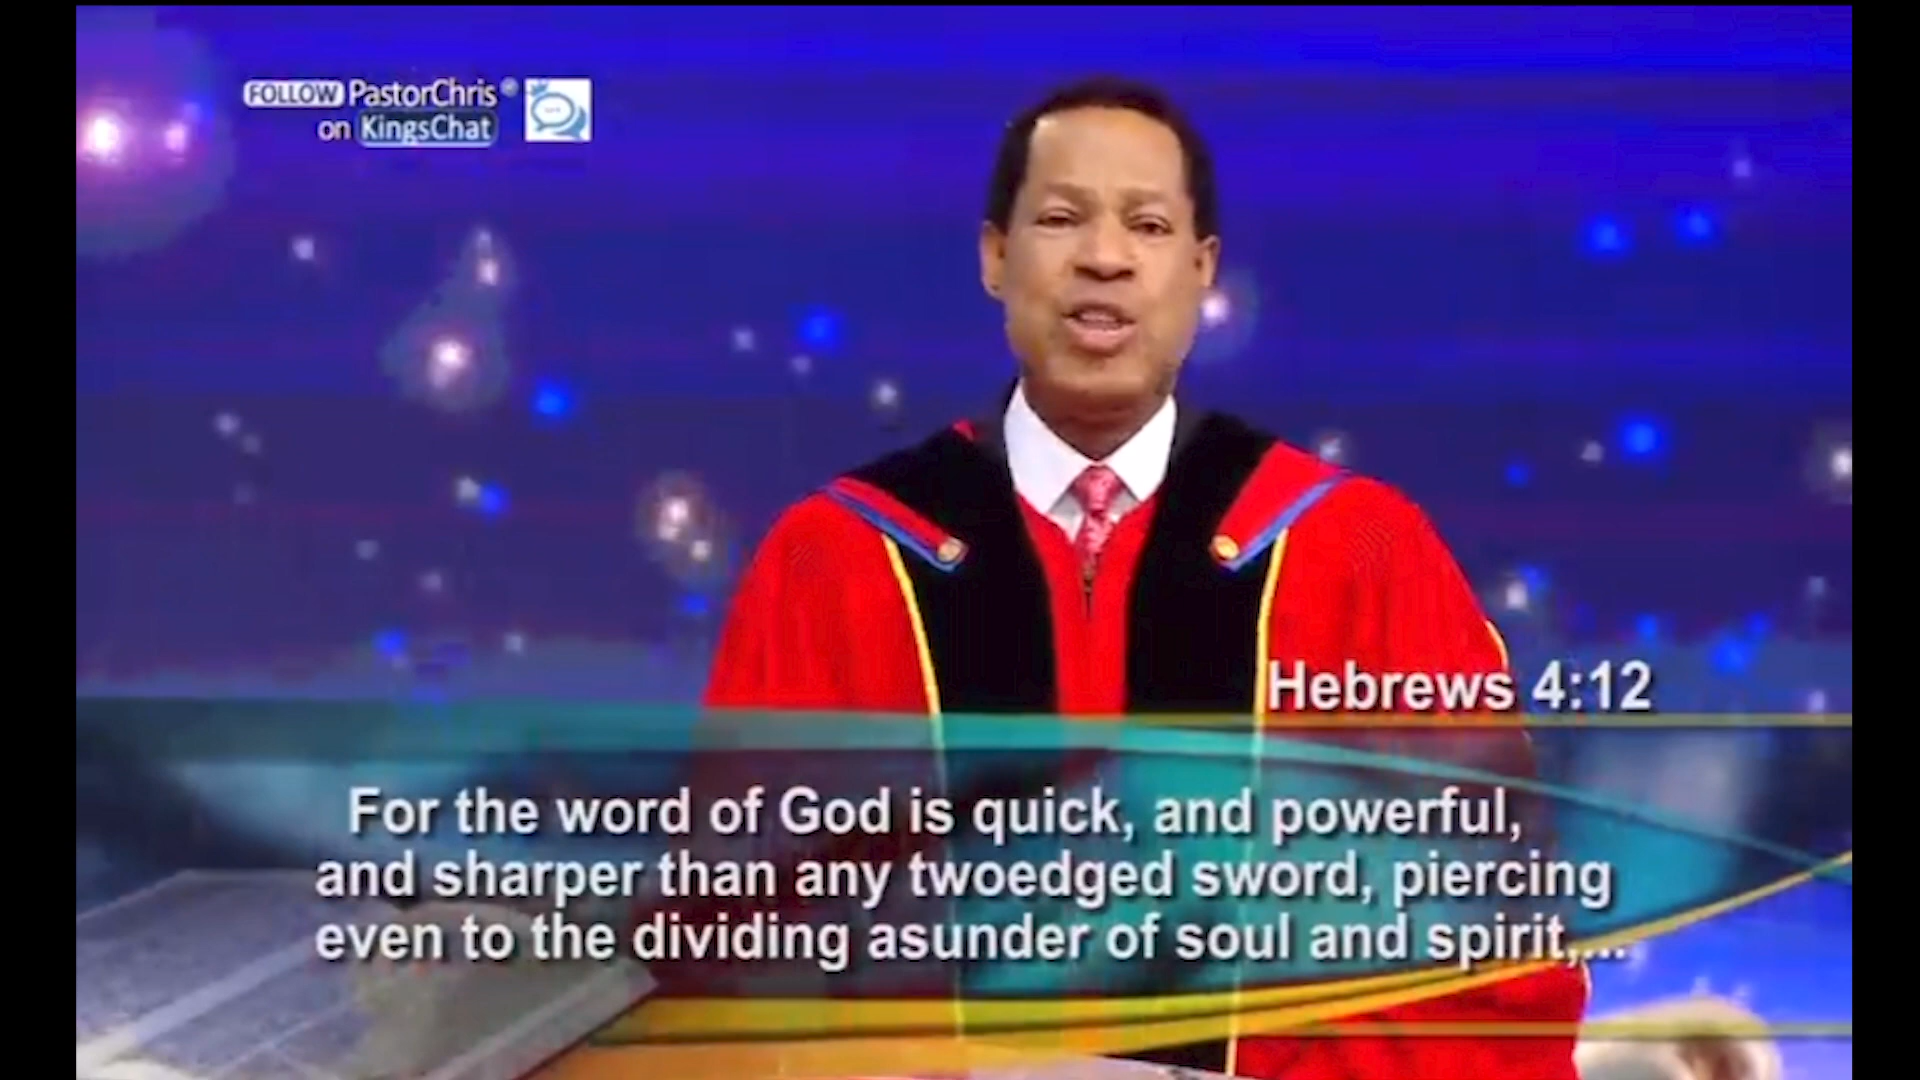 FOLLOW PastorChris®
on KingsChat
Hebrews 4:12
For the word of God is quick, and powerful,
and sharper than any twoedged sword, piercing
even to the dividing asunder of soul and spirit,...